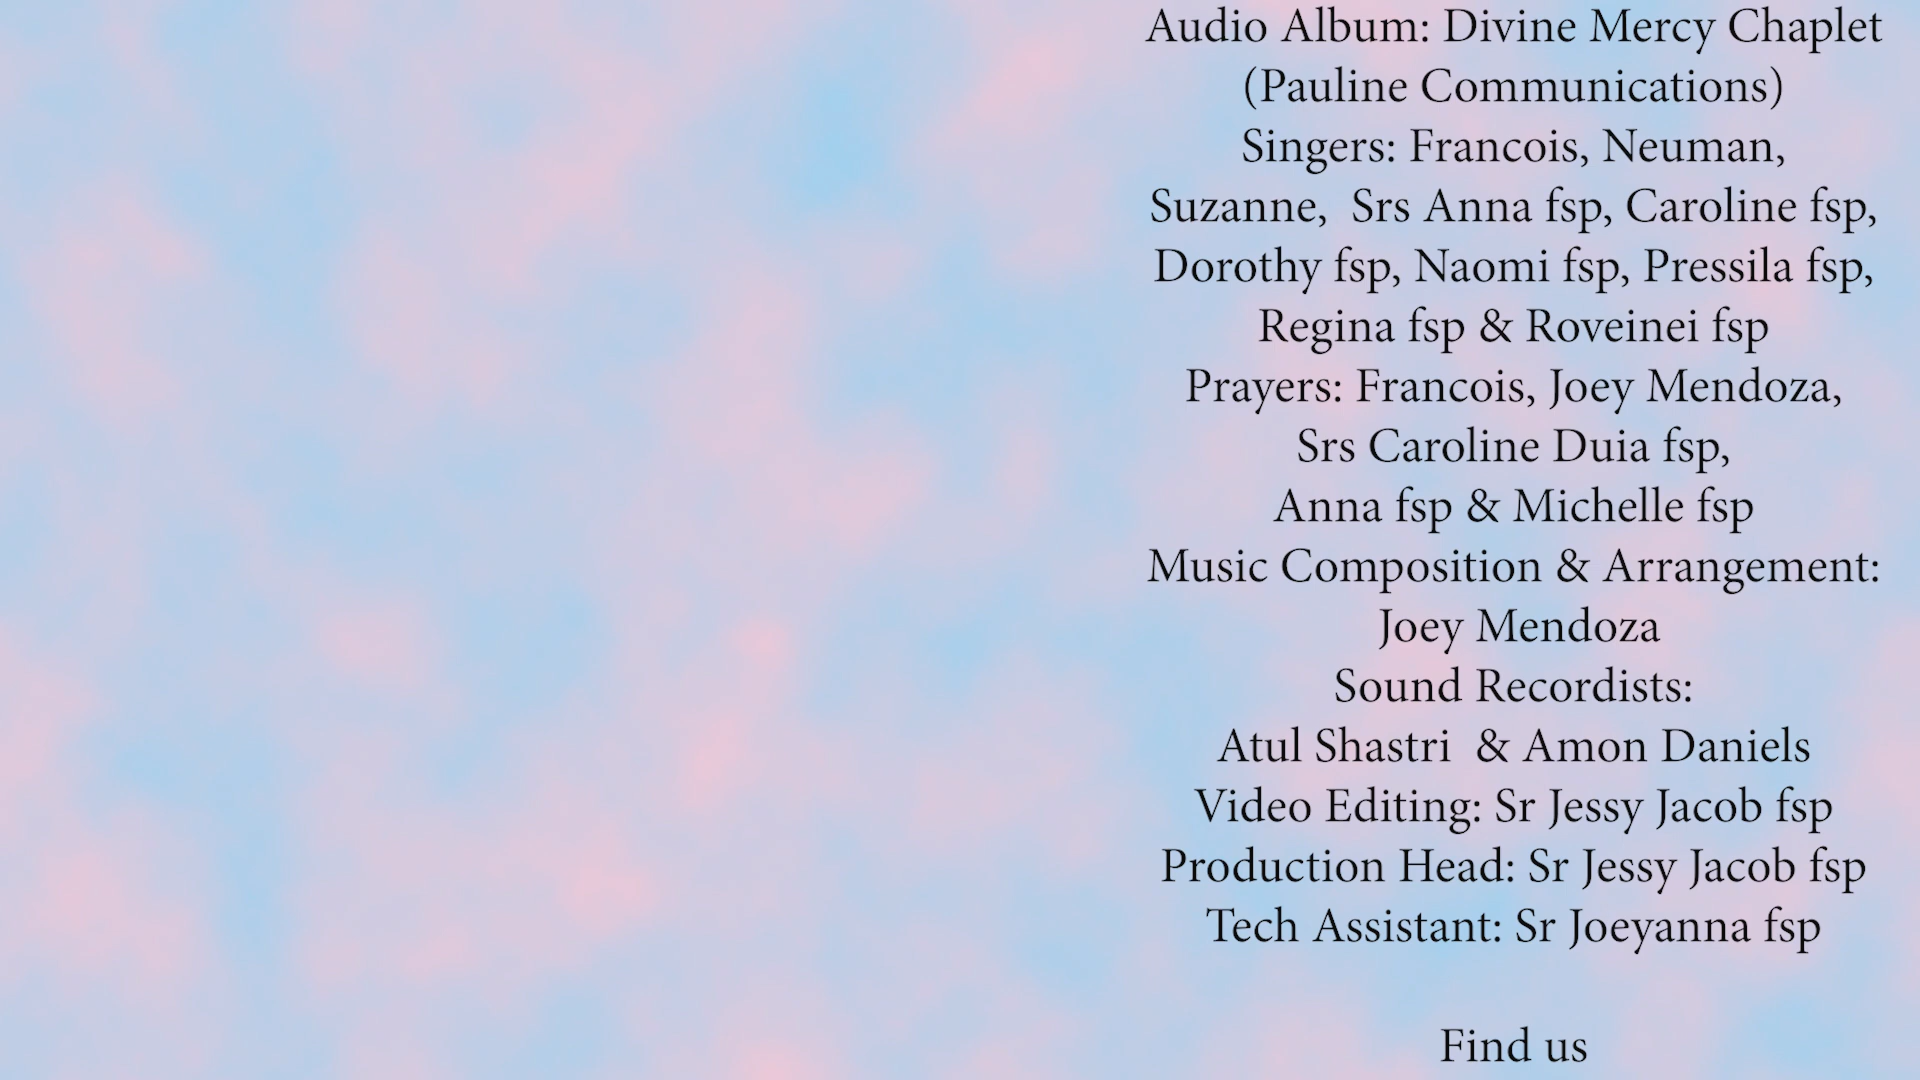 Audio Album: Divine Mercy Chaplet
(Pauline Communications)
Singers: Francois, Neuman,
Suzanne,  Srs Anna fsp, Caroline fsp,
Dorothy fsp, Naomi fsp, Pressila fsp,
Regina fsp & Roveinei fsp
Prayers: Francois, Joey Mendoza,
Srs Caroline Duia fsp,
Anna fsp & Michelle fsp
Music Composition & Arrangement:
Joey Mendoza
Sound Recordists:
Atul Shastri  & Amon Daniels
Video Editing: Sr Jessy Jacob fsp
Production Head: Sr Jessy Jacob fsp
Tech Assistant: Sr Joeyanna fsp
Find us